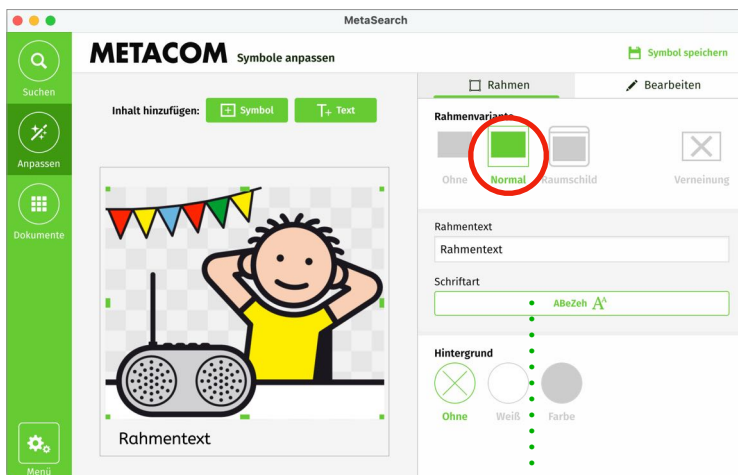 MetaSearch
METACOM Symbole anpassen
Symbol speichern
Suchen
Anpassen
Dokumente
Menü
Inhalt hinzufügen: Symbol T+ Text
Rahmentext
Rahmen Bearbeiten
Rahmenvariante
Ohne Normal Raumschild Verneinung
Rahmentext
Rahmentext
Schriftart
ABeZeh AA
Hintergrund
Ohne Weiß Farbe